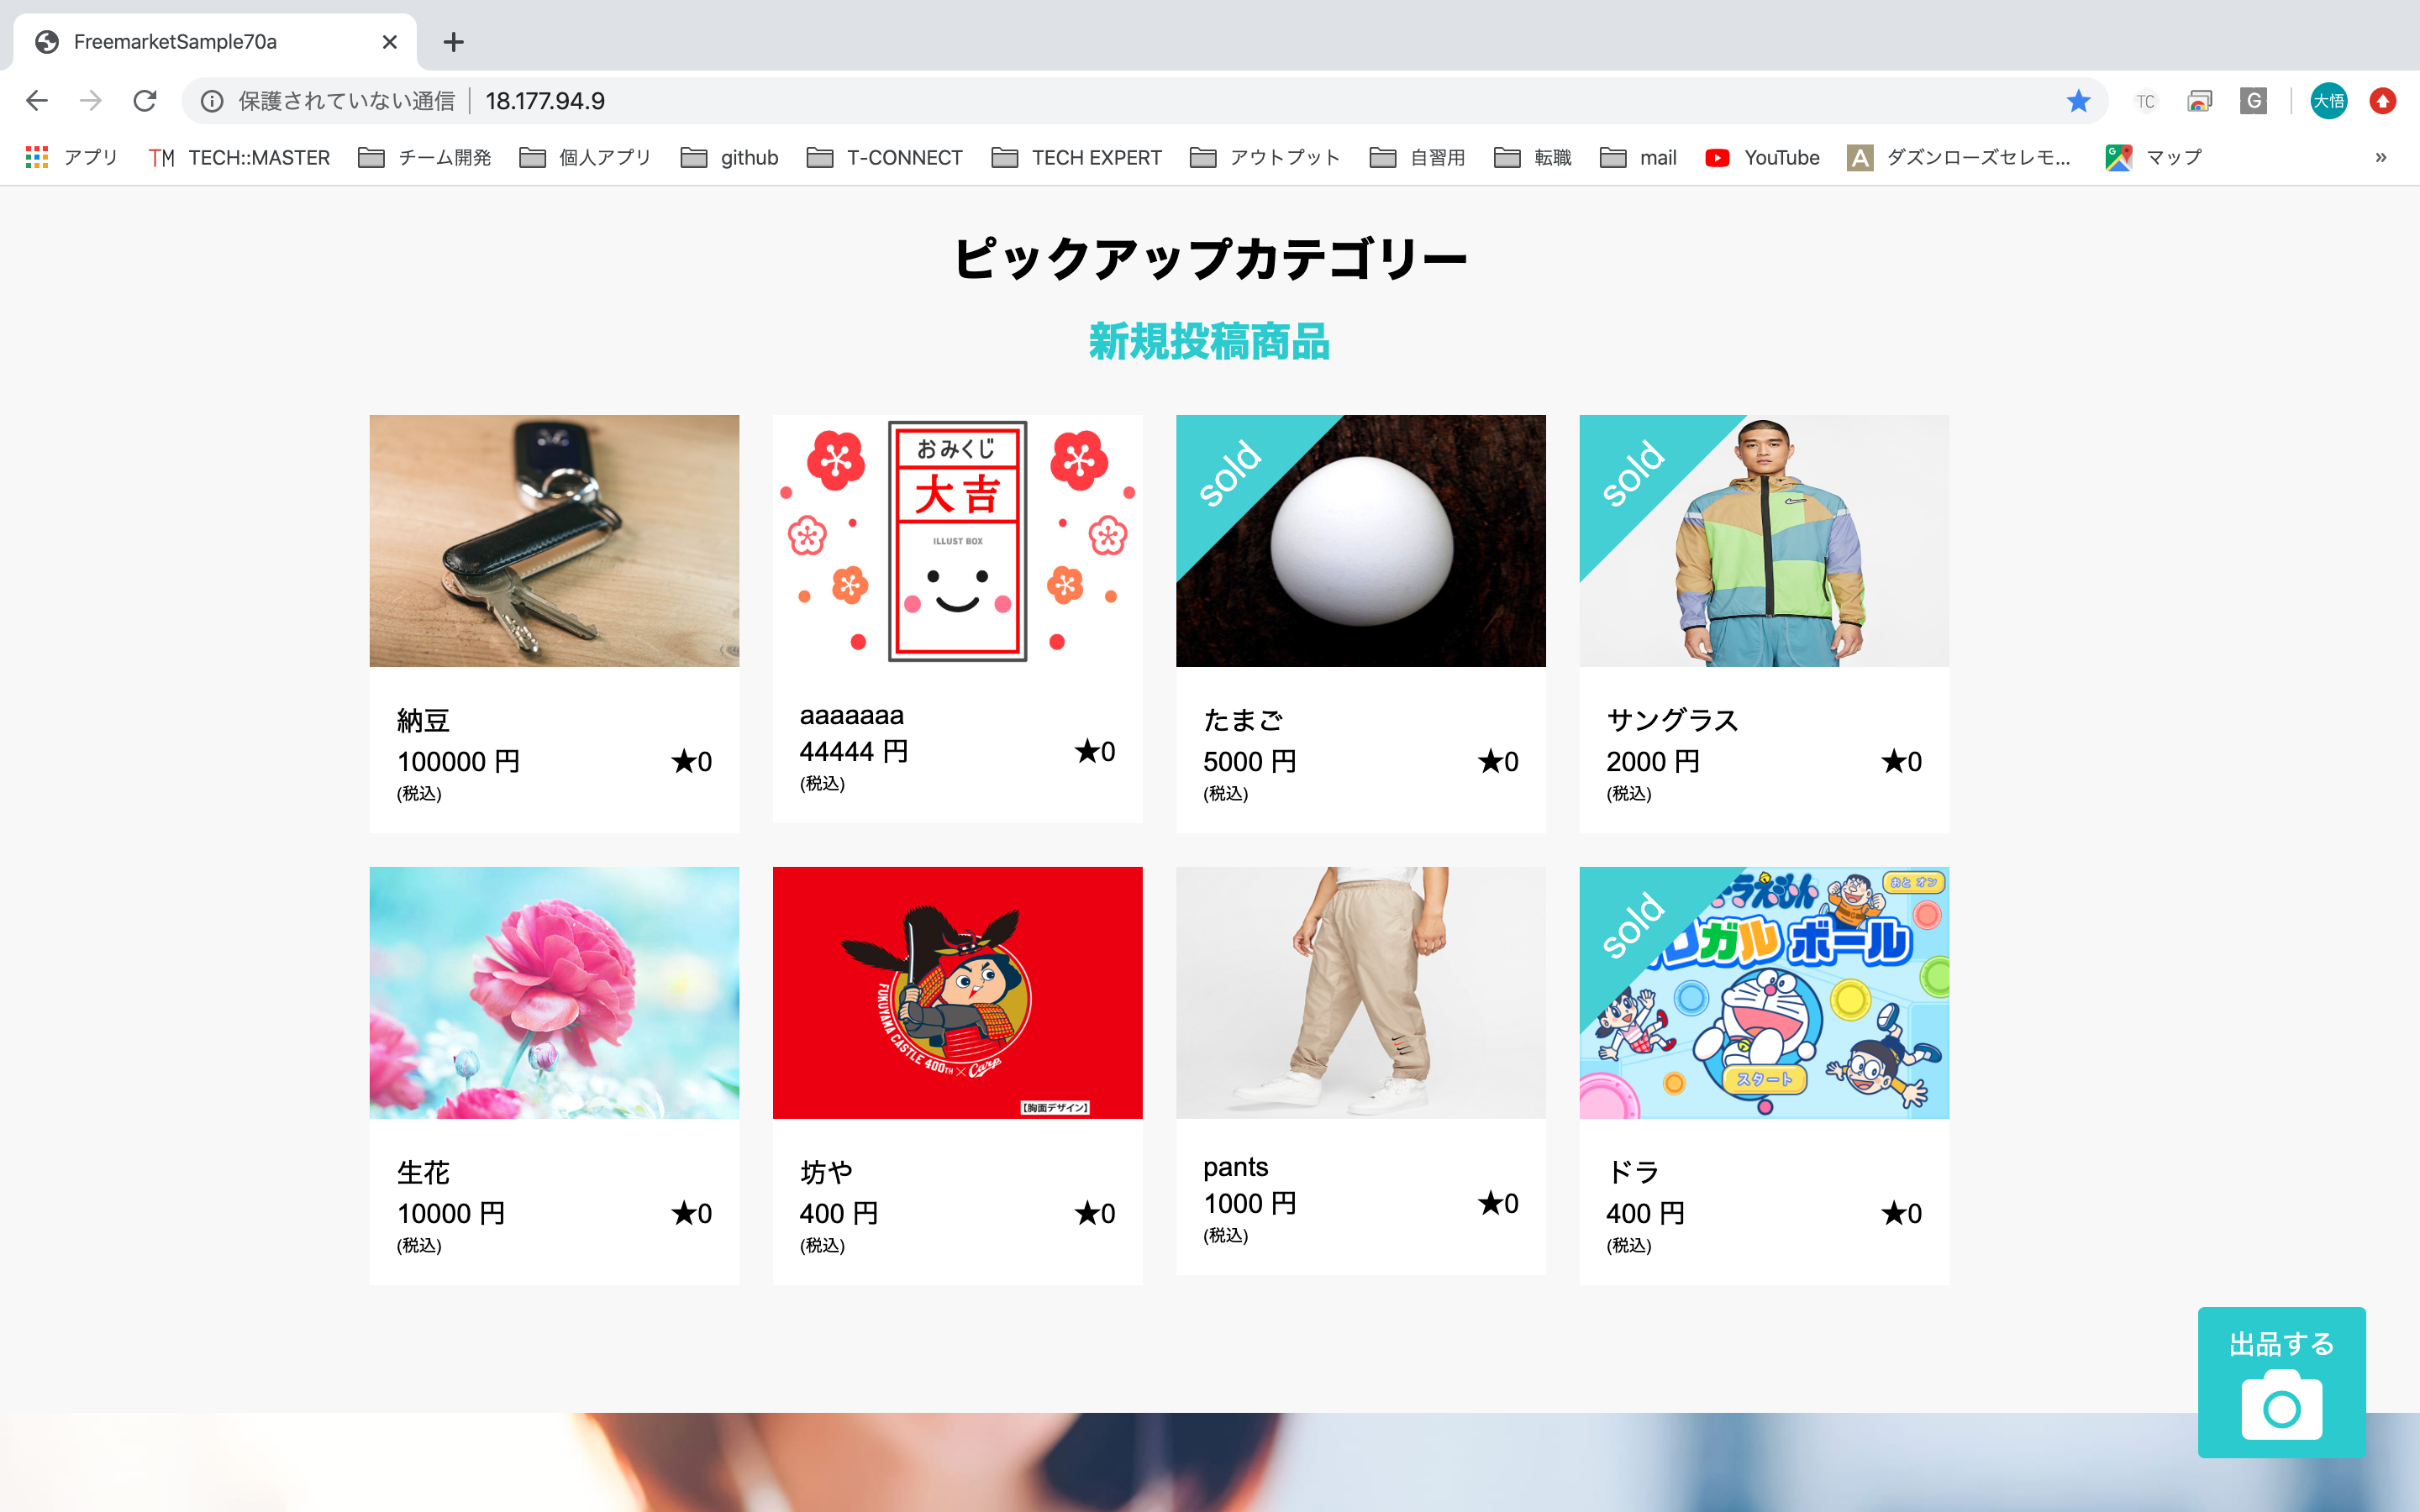 FreemarketSample70a
保護されていない通信 18.177.94.9
TC G 大悟
アプリ TM TECH::MASTER チーム開発 個人アプリ github T-CONNECT TECH EXPERT アウトプット 自習用 転職 mail YouTube A ダズンローズセレモ... マップ »
ピックアップカテゴリー
新規投稿商品
おみくじ
大吉
ILLUST BOX
sold
sold
納豆
100000 円 ★0
(税込)
aaaaaaa
44444 円 ★0
(税込)
たまご
5000 円 ★0
(税込)
サングラス
2000 円 ★0
(税込)
FUKUYAMA CASTLE 400TH × Carp
【胸面デザイン】
sold
おと オン
ガル ボール
スタート
生花
10000 円 ★0
(税込)
坊や
400 円 ★0
(税込)
pants
1000 円 ★0
(税込)
ドラ
400 円 ★0
(税込)
出品する